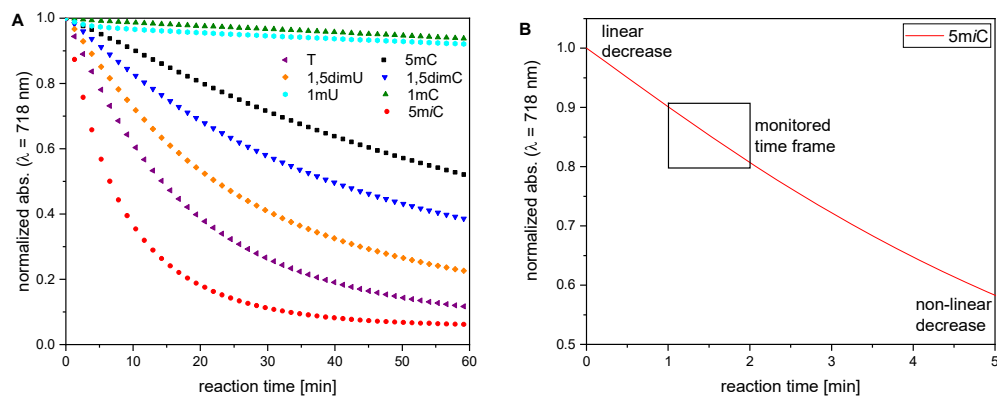 A
normalized abs. (λ = 718 nm)
1.0
0.8
0.6
0.4
0.2
0.0
T
5mC
1,5dimU
1,5dimC
1mU
1mC
5miC
0
10
20
30
40
50
60
reaction time [min]
B
normalized abs. (λ = 718 nm)
linear
decrease
5miC
1.0
0.9
0.8
0.7
0.6
0.5
monitored
time frame
non-linear
decrease
0
1
2
3
4
5
reaction time [min]